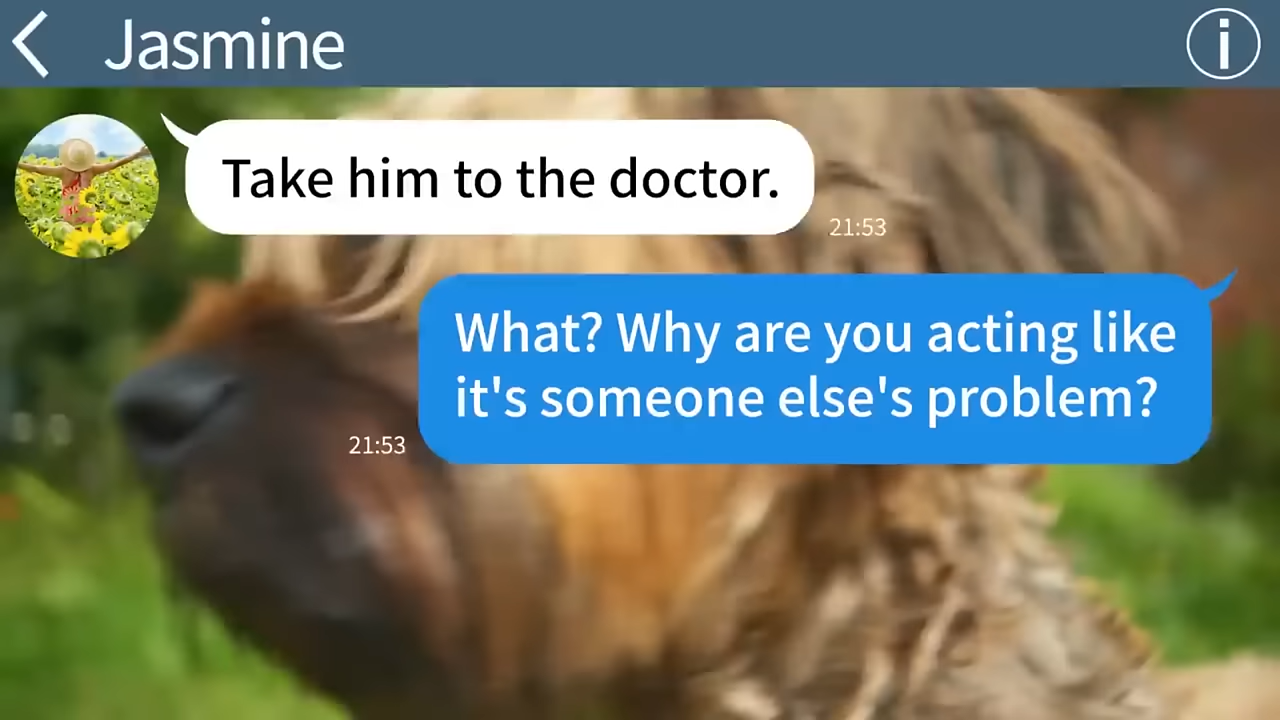 Jasmine
Take him to the doctor.
21:53
What? Why are you acting like
it's someone else's problem?
21:53